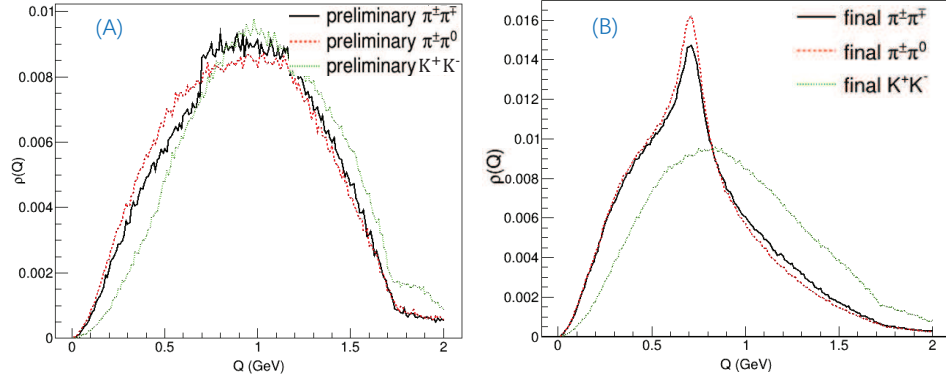 (A)
preliminary π±π∓̅
preliminary π±π⁰
preliminary K⁺K⁻
ρ(Q)
0.01
0.008
0.006
0.004
0.002
0
0 0.5 1 1.5 2
Q (GeV)
(B)
final π±π∓̅
final π±π⁰
final K⁺K⁻
ρ(Q)
0.016
0.014
0.012
0.01
0.008
0.006
0.004
0.002
0
0 0.5 1 1.5 2
Q (GeV)